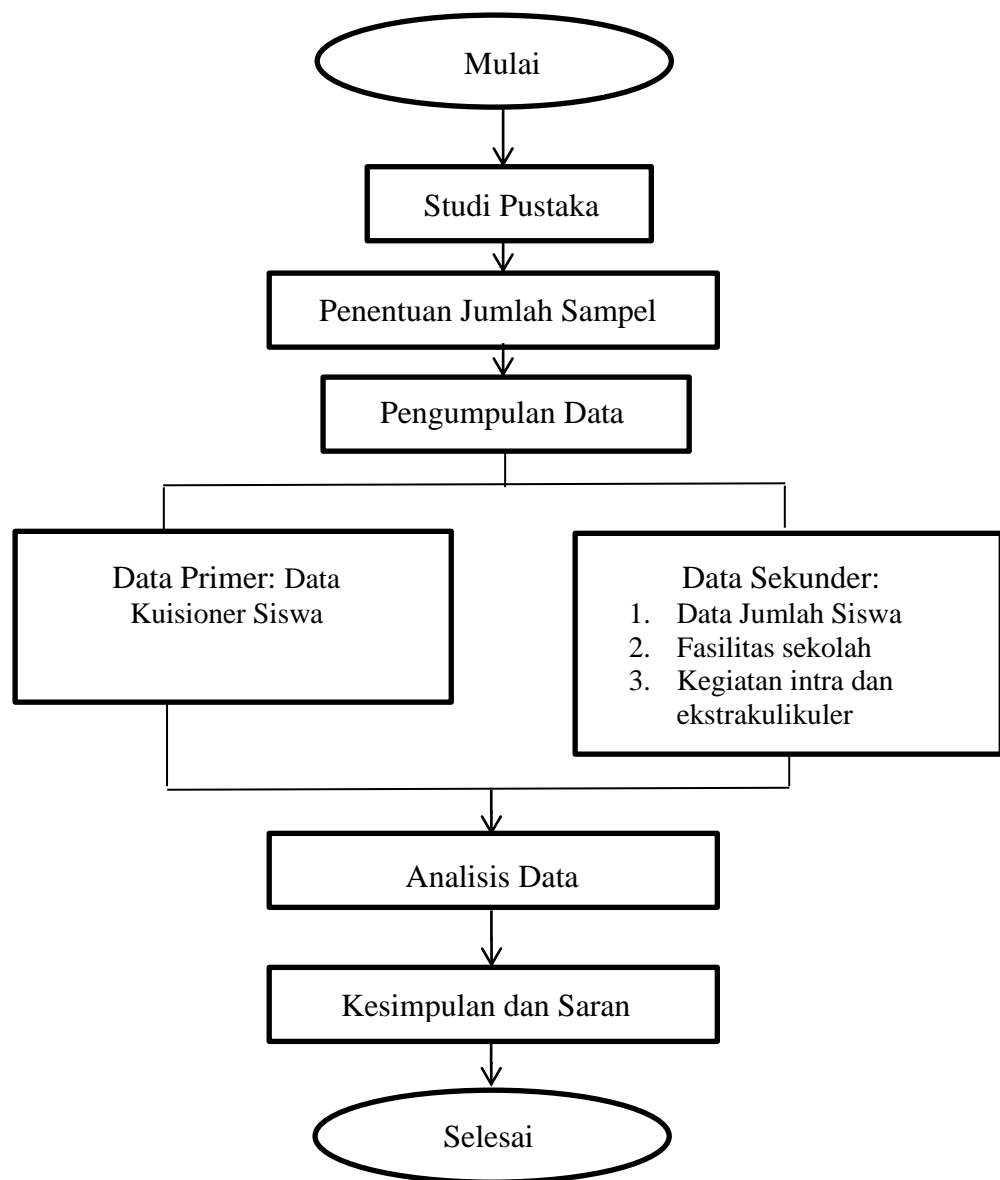 Mulai
Studi Pustaka
Penentuan Jumlah Sampel
Pengumpulan Data
Data Primer: Data
Kuisioner Siswa
Data Sekunder:
1. Data Jumlah Siswa
2. Fasilitas sekolah
3. Kegiatan intra dan
ekstrakulikuler
Analisis Data
Kesimpulan dan Saran
Selesai